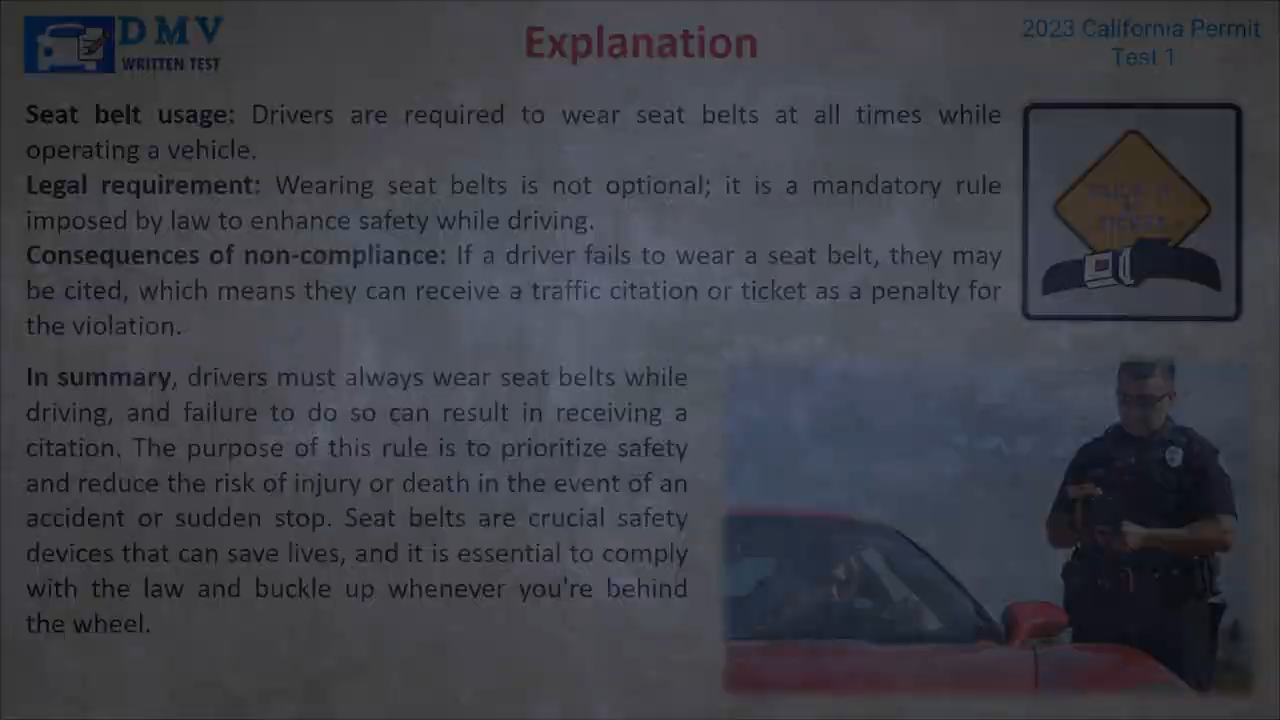 DMV
WRITTEN TEST
Explanation
2023 California Permit
Test 1
Seat belt usage: Drivers are required to wear seat belts at all times while
operating a vehicle.
Legal requirement: Wearing seat belts is not optional; it is a mandatory rule
imposed by law to enhance safety while driving.
Consequences of non-compliance: If a driver fails to wear a seat belt, they may
be cited, which means they can receive a traffic citation or ticket as a penalty for
the violation.
In summary, drivers must always wear seat belts while
driving, and failure to do so can result in receiving a
citation. The purpose of this rule is to prioritize safety
and reduce the risk of injury or death in the event of an
accident or sudden stop. Seat belts are crucial safety
devices that can save lives, and it is essential to comply
with the law and buckle up whenever you're behind
the wheel.